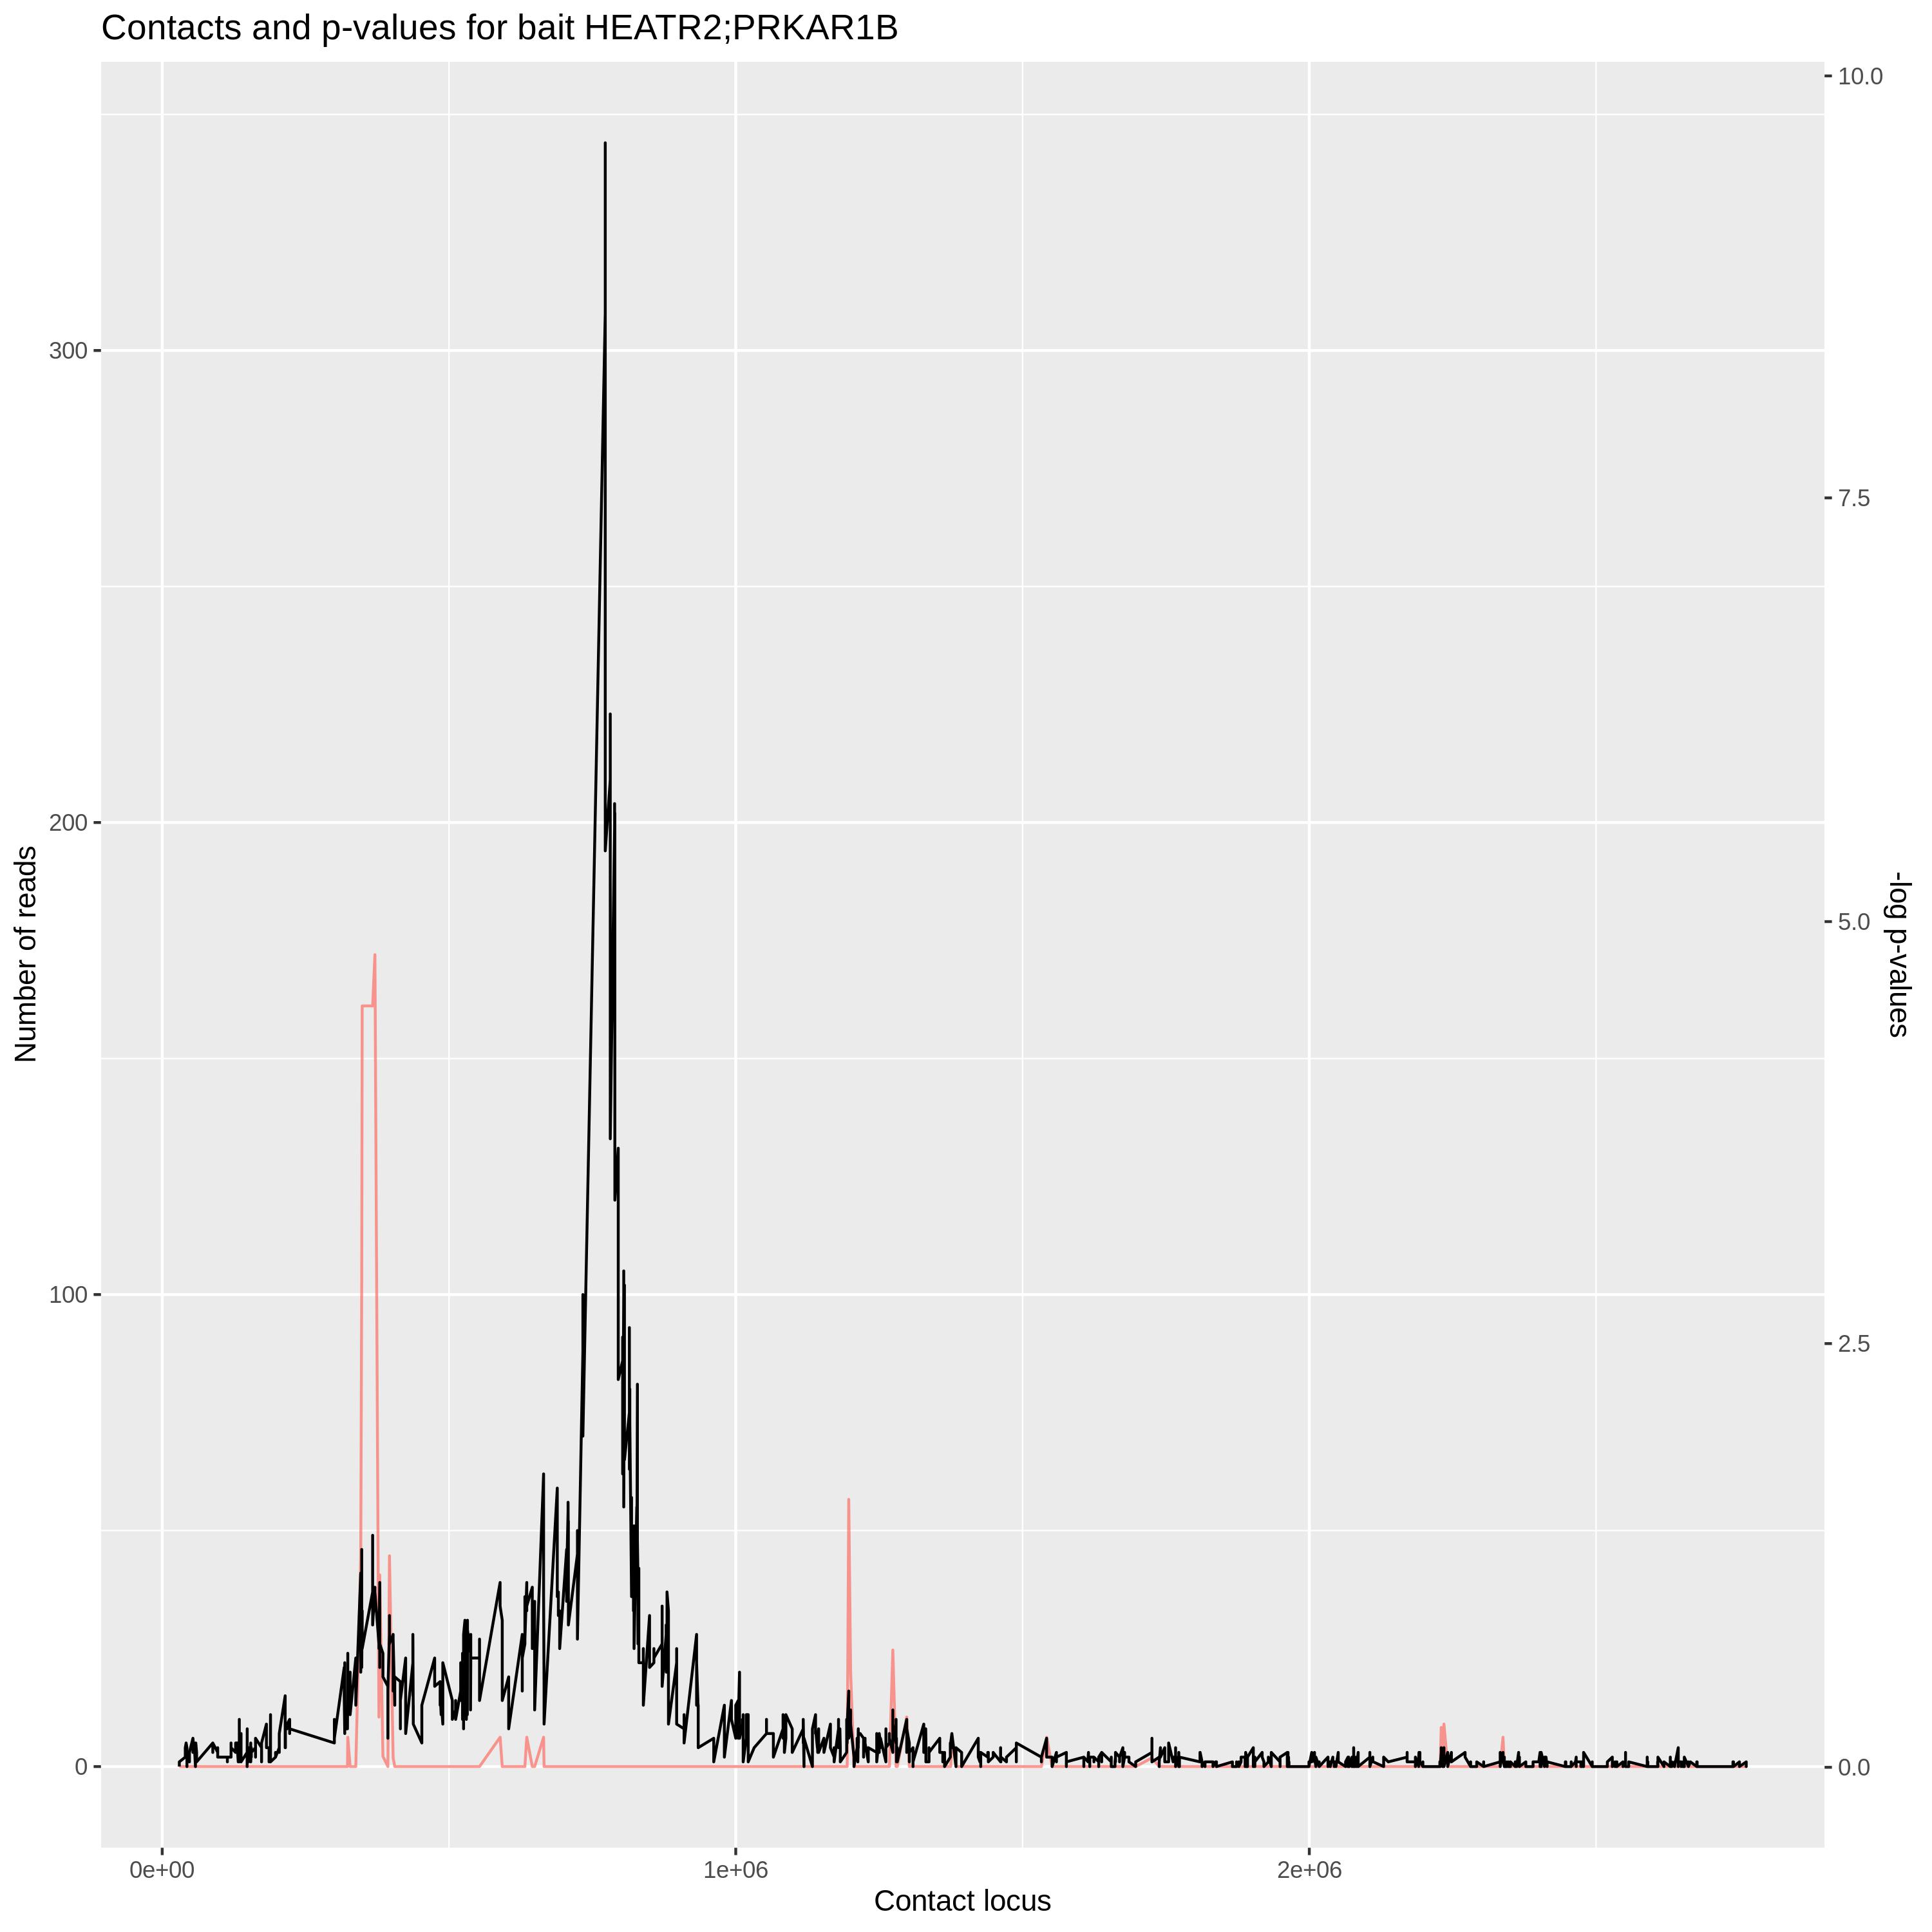 Contacts and p-values for bait HEATR2;PRKAR1B
Number of reads
300
200
100
0
10.0
7.5
5.0
2.5
0.0
-log p-values
0e+00
1e+06
2e+06
Contact locus